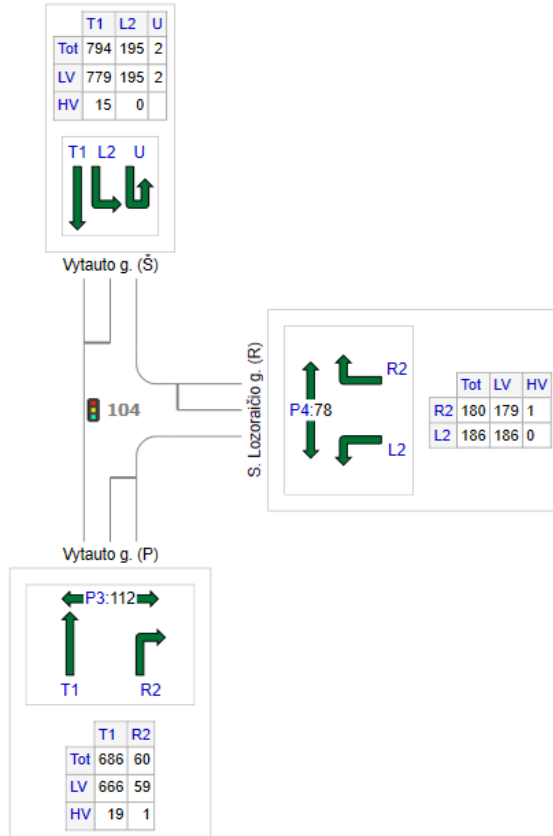 T1 L2 U
Tot 794 195 2
LV 779 195 2
HV 15 0
T1 L2 U
Vytauto g. (Š)
104
S. Lozoraičio g. (R)
R2
P4:78
L2
Tot LV HV
R2 180 179 1
L2 186 186 0
Vytauto g. (P)
P3:112
T1 R2
T1 R2
Tot 686 60
LV 666 59
HV 19 1